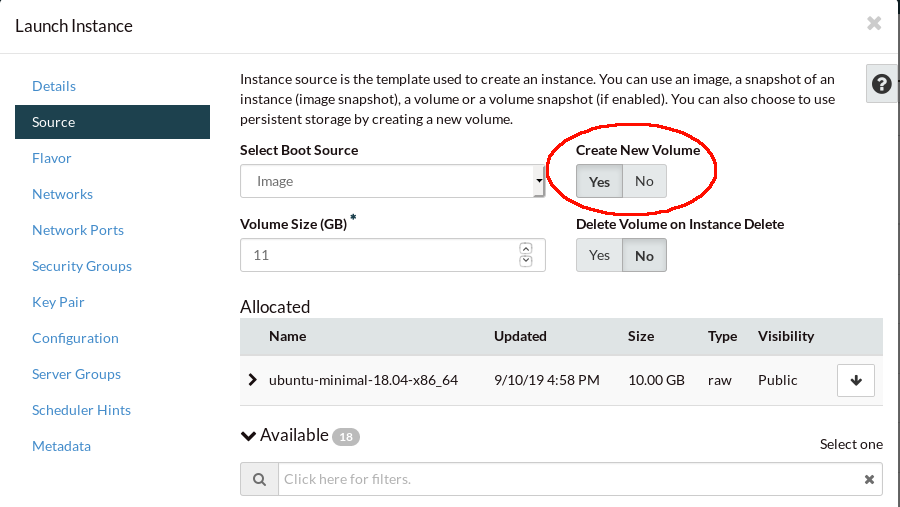 Launch Instance
Details
Source
Flavor
Networks
Network Ports
Security Groups
Key Pair
Configuration
Server Groups
Scheduler Hints
Metadata
Instance source is the template used to create an instance. You can use an image, a snapshot of an
instance (image snapshot), a volume or a volume snapshot (if enabled). You can also choose to use
persistent storage by creating a new volume.
Select Boot Source
Image
Create New Volume
Yes No
Volume Size (GB) *
11
Delete Volume on Instance Delete
Yes No
Allocated
Name Updated Size Type Visibility
ubuntu-minimal-18.04-x86_64 9/10/19 4:58 PM 10.00 GB raw Public
Available 18
Select one
Click here for filters.